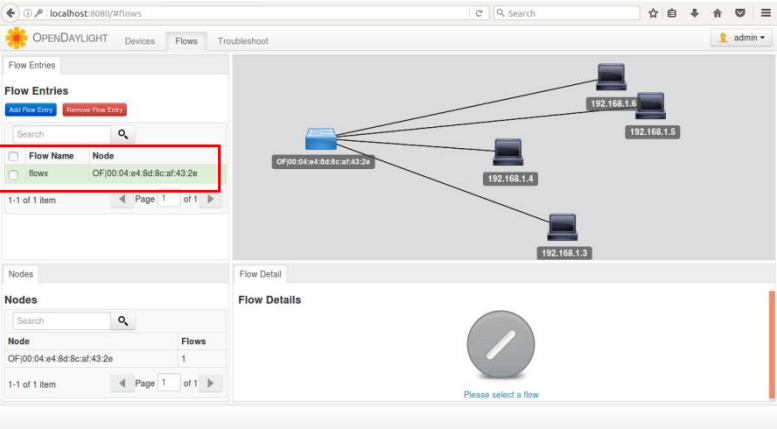 localhost:8080/#flows
Search
OPENDAYLIGHT Devices Flows Troubleshoot
admin
Flow Entries
Flow Entries
Add Flow Entry Remove Flow Entry
Search
Flow Name Node
flowx OF|00:04:e4:8d:8c:af:43:2e
1-1 of 1 item Page 1 of 1
192.168.1.6
192.168.1.5
OF|00:04:e4:8d:8c:af:43:2e
192.168.1.4
192.168.1.3
Nodes
Nodes
Search
Node Flows
OF|00:04:e4:8d:8c:af:43:2e 1
1-1 of 1 item Page 1 of 1
Flow Detail
Flow Details
Please select a flow